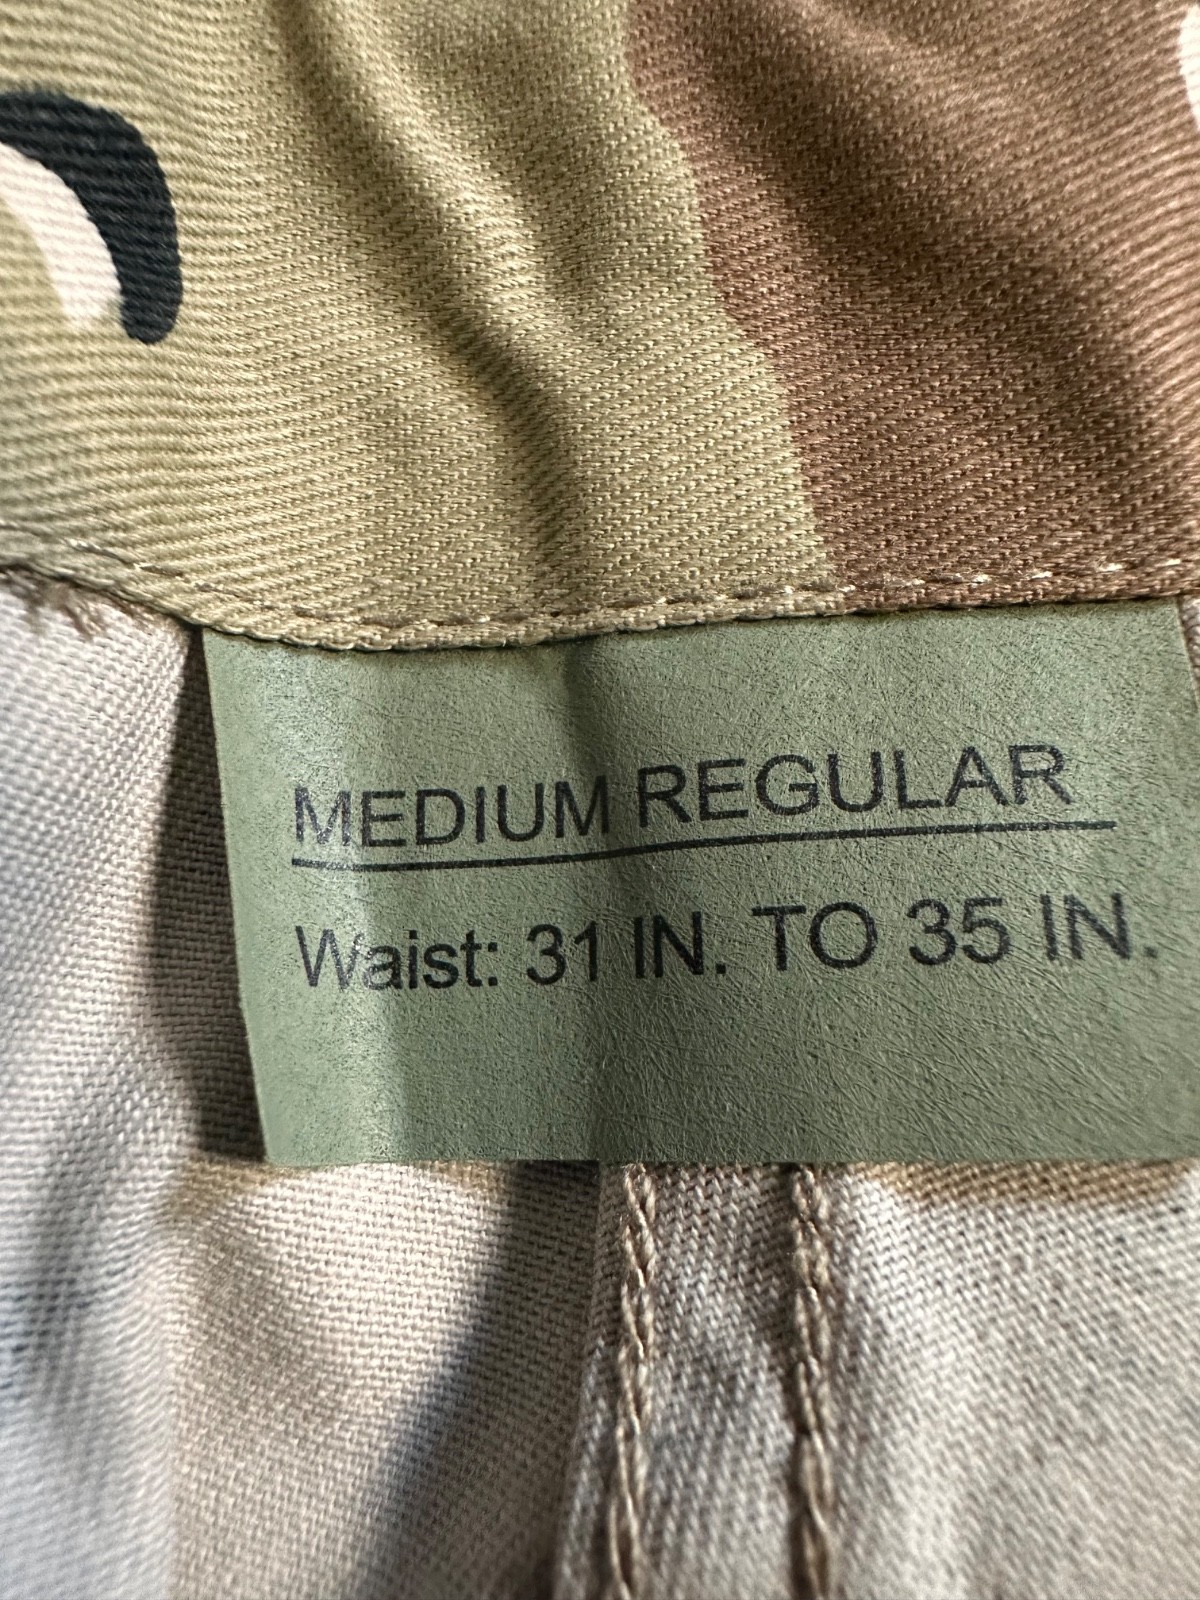 MEDIUM REGULAR
Waist: 31 IN. TO 35 IN.